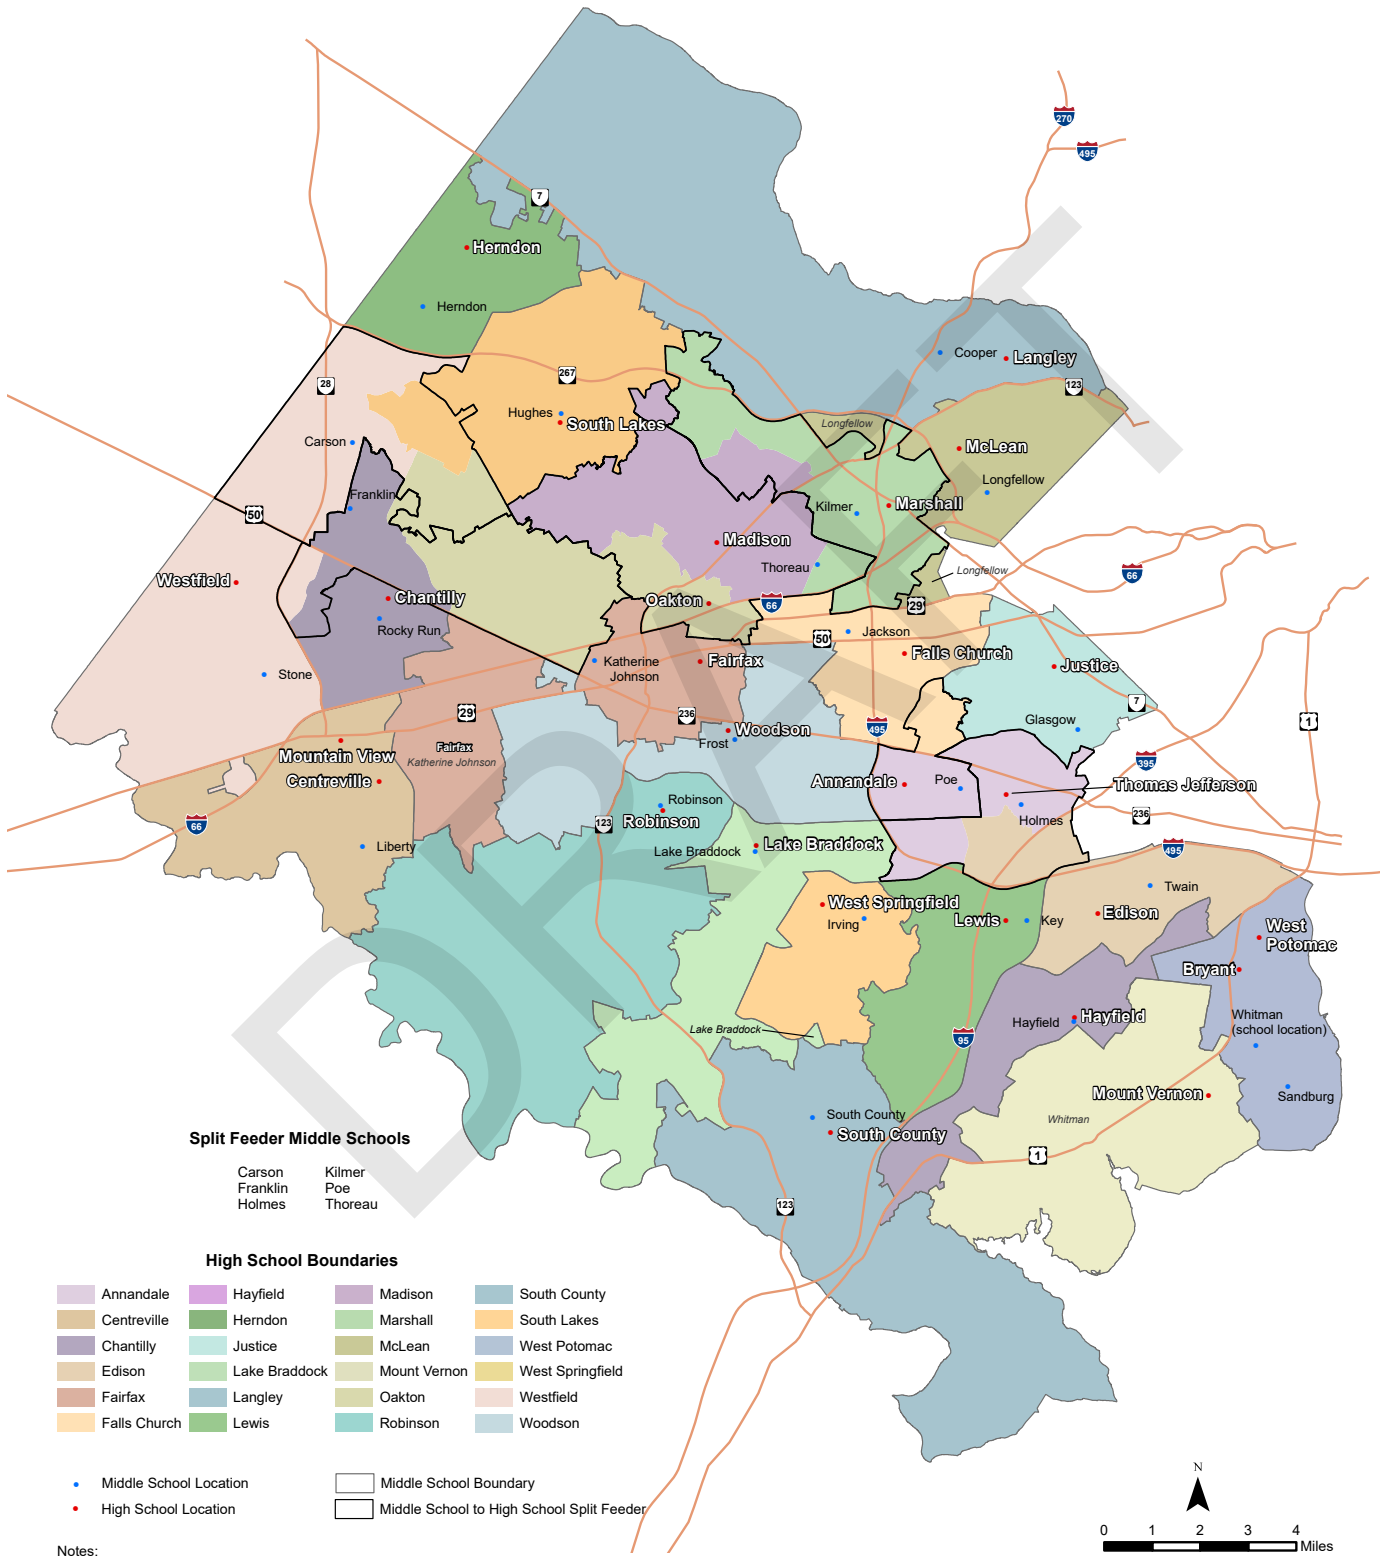 270
495
7
Herndon
Herndon
Cooper
Langley
123
28
267
Hughes
South Lakes
Longfellow
McLean
Carson
Longfellow
Franklin
Kilmer
Marshall
50
Madison
Thoreau
Longfellow
66
Westfield
Chantilly
Oakton
66
29
Rocky Run
50
Jackson
Falls Church
Justice
Katherine
Johnson
Fairfax
Stone
7
29
236
Glasgow
1
Woodson
Frost
495
Mountain View
Fairfax
Katherine Johnson
Centreville
Annandale
Poe
395
Thomas Jefferson
Robinson
Robinson
Holmes
236
66
123
Liberty
Lake Braddock
Lake Braddock
495
Twain
West Springfield
Irving
Lewis
Key
Edison
West
Potomac
Bryant
Hayfield
Hayfield
Whitman
(school location)
Lake Braddock
95
Mount Vernon
Sandburg
South County
South County
Whitman
1
123
DRAFT
Split Feeder Middle Schools
Carson Kilmer
Franklin Poe
Holmes Thoreau
High School Boundaries
Annandale Hayfield Madison South County
Centreville Herndon Marshall South Lakes
Chantilly Justice McLean West Potomac
Edison Lake Braddock Mount Vernon West Springfield
Fairfax Langley Oakton Westfield
Falls Church Lewis Robinson Woodson
Middle School Location Middle School Boundary
High School Location Middle School to High School Split Feeder
N
0 1 2 3 4
Miles
Notes: